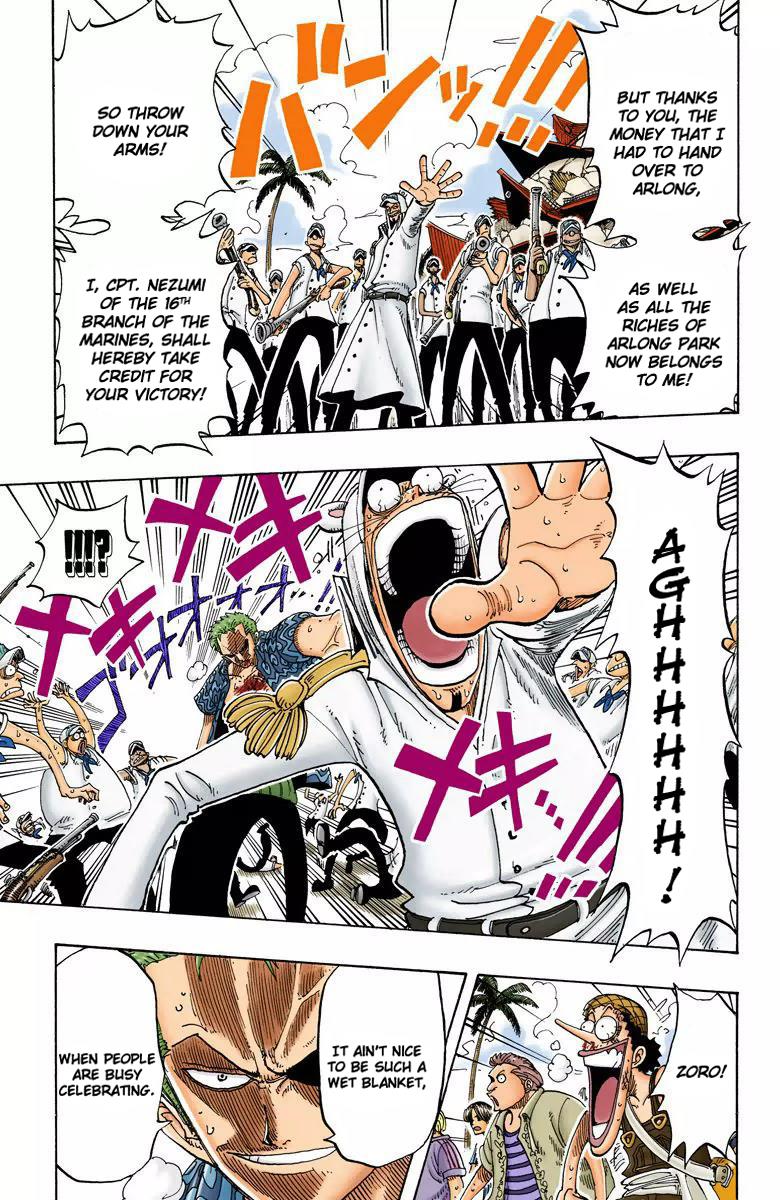 BUT THANKS
TO YOU, THE
MONEY THAT I
HAD TO HAND
OVER TO
ARLONG,
AS WELL
AS ALL THE
RICHES OF
ARLONG PARK
NOW BELONGS
TO ME!
バンッ!!!
SO THROW
DOWN YOUR
ARMS!
I, CPT. NEZUMI
OF THE 16TH
BRANCH OF THE
MARINES, SHALL
HEREBY TAKE
CREDIT FOR
YOUR VICTORY!
AGHHHHHHH!
メキ
メキ
メキッ!!
ゴオオオオ
!!!?
ZORO!
IT AIN'T NICE
TO BE SUCH A
WET BLANKET,
WHEN PEOPLE
ARE BUSY
CELEBRATING.